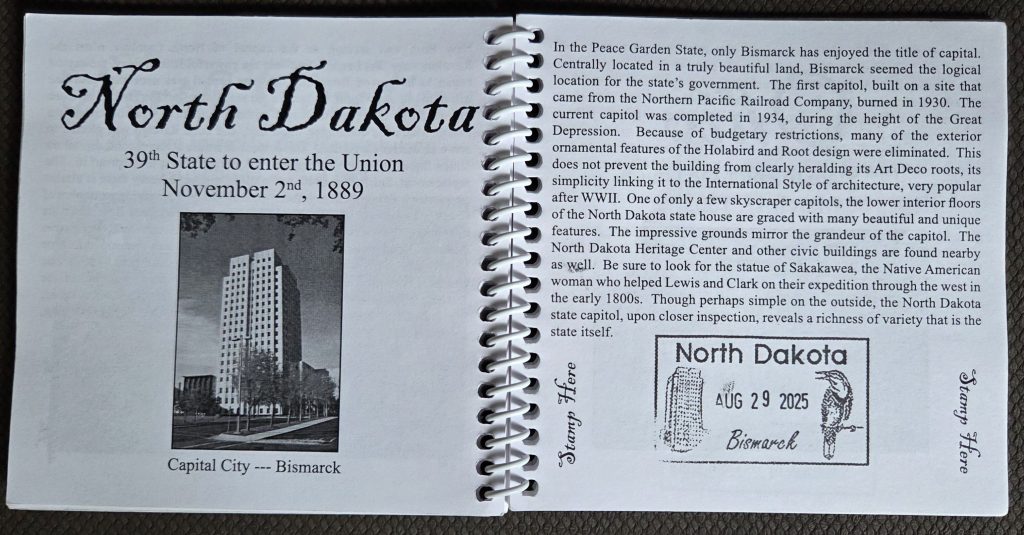 North Dakota
39th State to enter the Union
November 2nd, 1889
Capital City --- Bismarck
In the Peace Garden State, only Bismarck has enjoyed the title of capital.
Centrally located in a truly beautiful land, Bismarck seemed the logical
location for the state's government. The first capitol, built on a site that
came from the Northern Pacific Railroad Company, burned in 1930. The
current capitol was completed in 1934, during the height of the Great
Depression. Because of budgetary restrictions, many of the exterior
ornamental features of the Holabird and Root design were eliminated. This
does not prevent the building from clearly heralding its Art Deco roots, its
simplicity linking it to the International Style of architecture, very popular
after WWII. One of only a few skyscraper capitols, the lower interior floors
of the North Dakota state house are graced with many beautiful and unique
features. The impressive grounds mirror the grandeur of the capitol. The
North Dakota Heritage Center and other civic buildings are found nearby
as well. Be sure to look for the statue of Sakakawea, the Native American
woman who helped Lewis and Clark on their expedition through the west in
the early 1800s. Though perhaps simple on the outside, the North Dakota
state capitol, upon closer inspection, reveals a richness of variety that is the
state itself.
Stamp Here
North Dakota
AUG 29 2025
Bismarck
Stamp Here